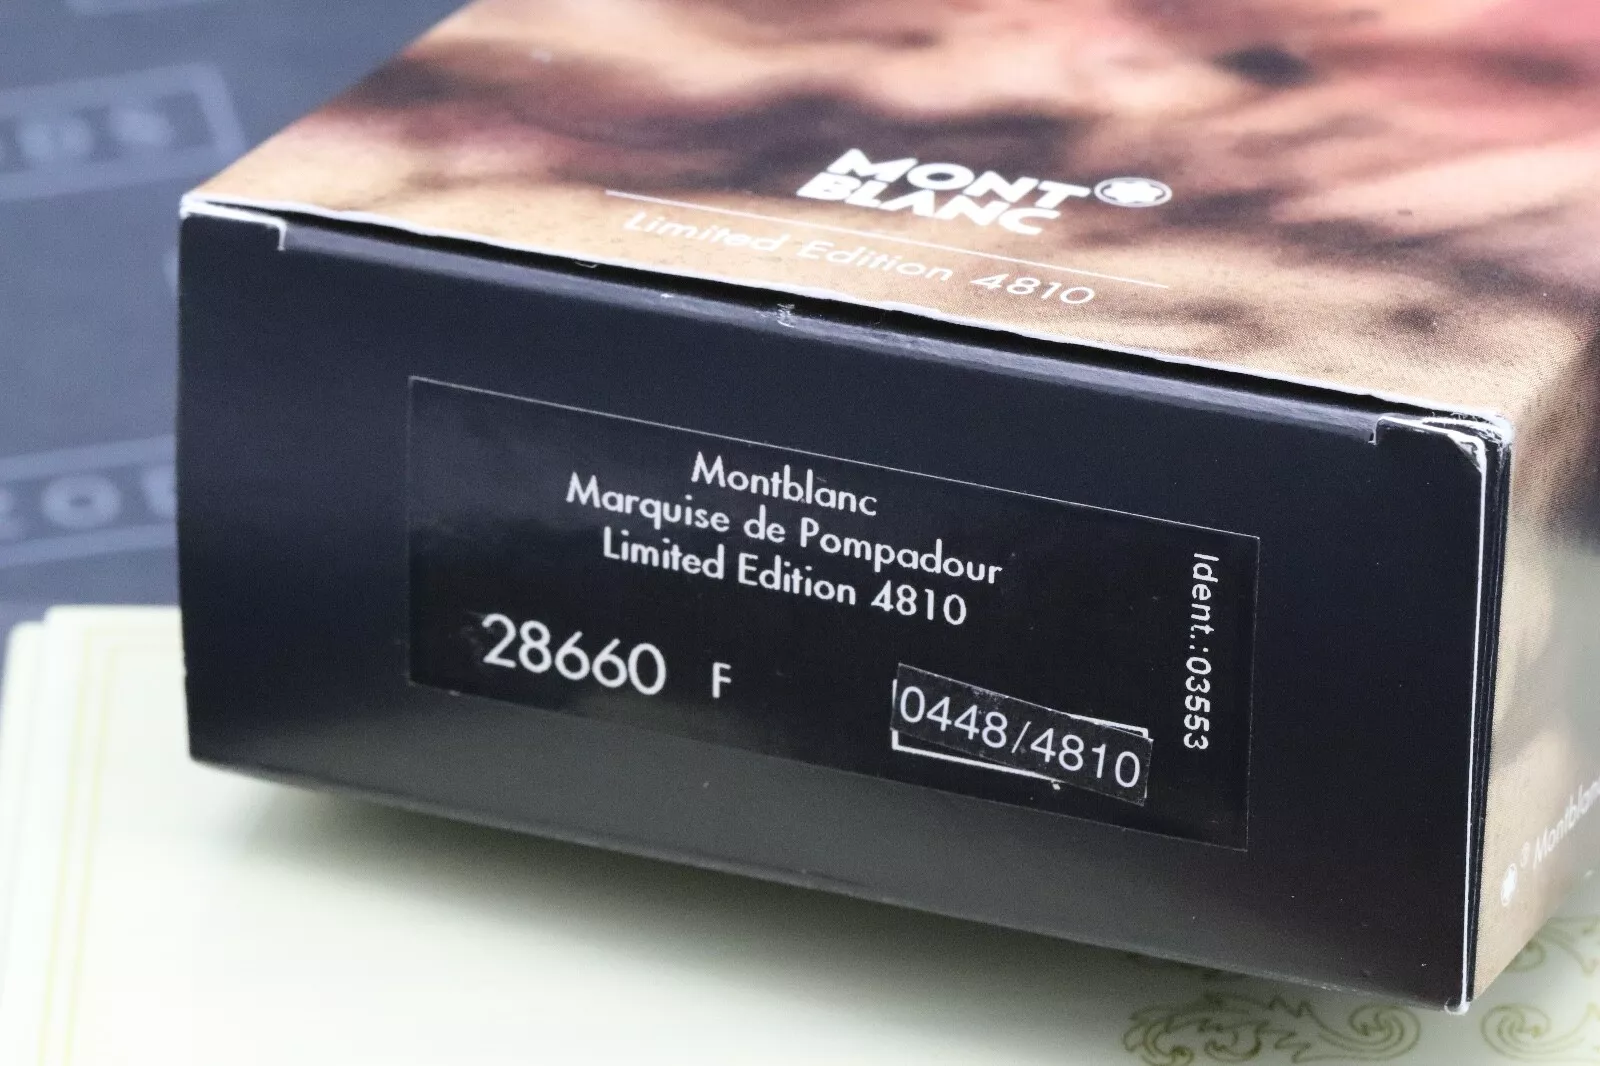 MONT
BLANC
Limited Edition 4810
Montblanc
Marquise de Pompadour
Limited Edition 4810
28660 F
0448/4810
Ident.:03553